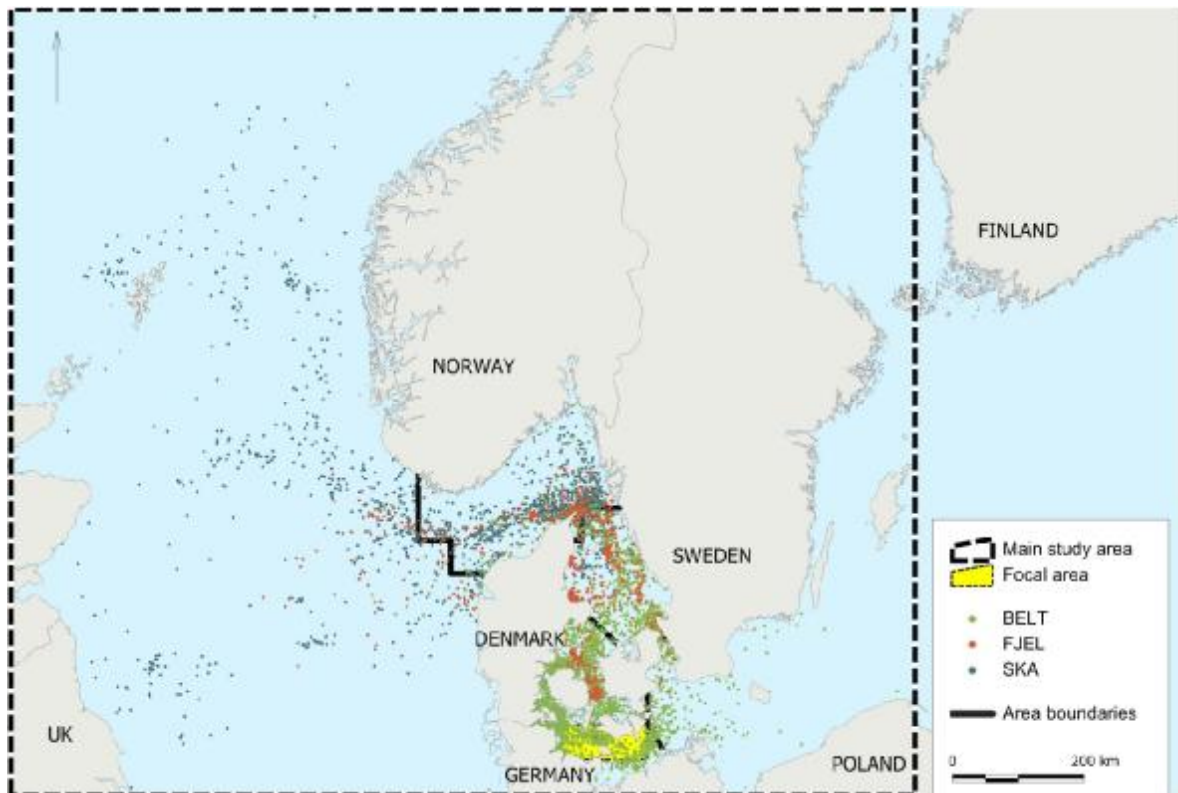 FINLAND
NORWAY
SWEDEN
DENMARK
UK
GERMANY
POLAND
Main study area
Focal area
BELT
FJEL
SKA
Area boundaries
0 200 km